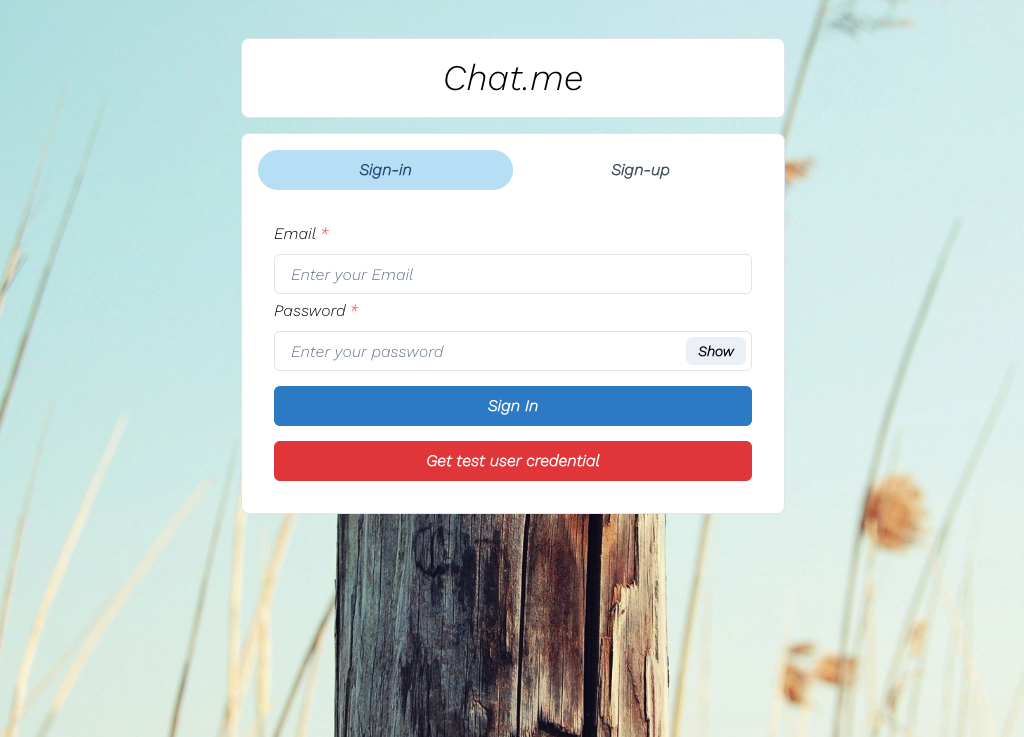 Chat.me
Sign-in
Sign-up
Email *
Enter your Email
Password *
Enter your password
Show
Sign In
Get test user credential